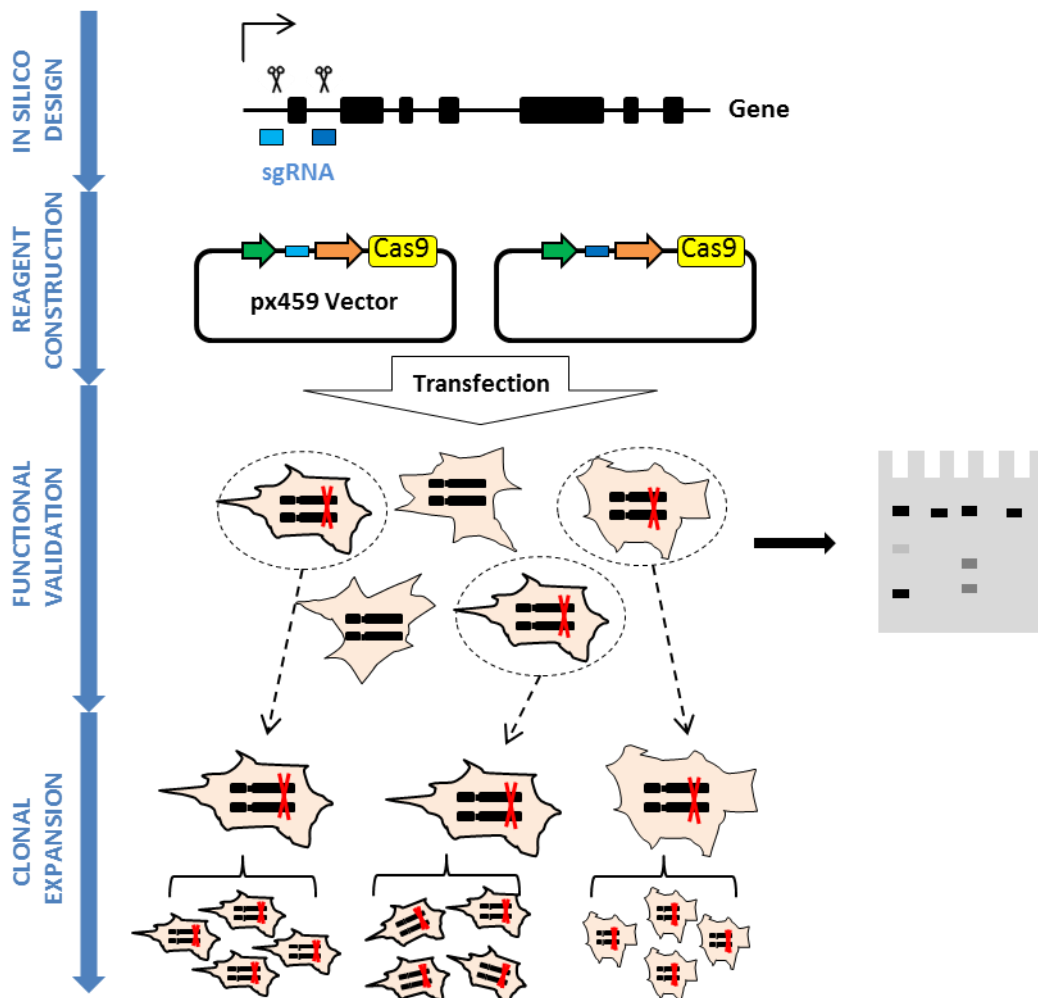 IN SILICO
DESIGN
Gene
sgRNA
REAGENT
CONSTRUCTION
Cas9
Cas9
px459 Vector
Transfection
FUNCTIONAL
VALIDATION
CLONAL
EXPANSION